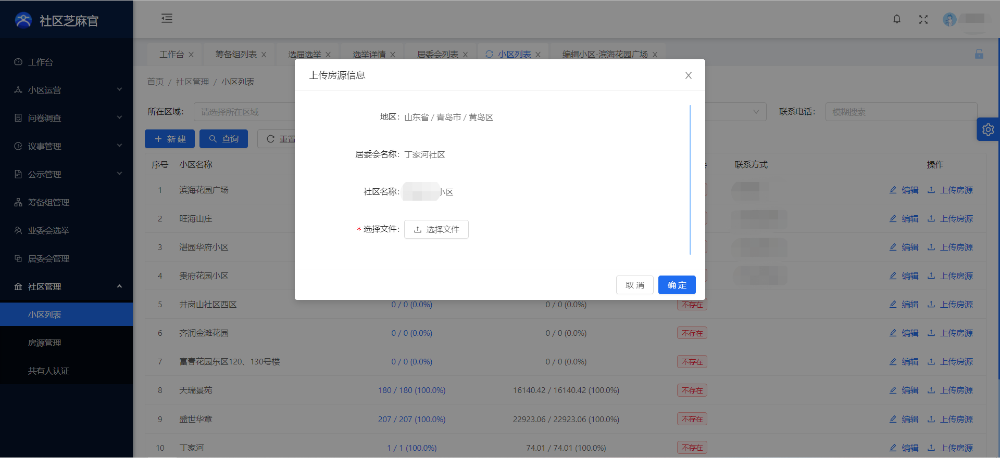 社区芝麻官
工作台
小区运营
问卷调查
议事管理
公示管理
筹备组管理
业委会选举
居委会管理
社区管理
小区列表
房源管理
共有人认证
工作台
筹备组列表
选届选举
选举详情
居委会列表
小区列表
编辑小区-滨海花园广场
首页 / 社区管理 / 小区列表
所在区域: 请选择所在区域
联系电话: 模糊搜索
新 建 查询 重置
序号 小区名称 联系方式 操作
1 滨海花园广场 编辑 上传房源
2 旺海山庄 编辑 上传房源
3 湛园华府小区 编辑 上传房源
4 贵府花园小区 编辑 上传房源
5 井岗山社区西区 0 / 0 (0.0%) 0 / 0 (0.0%) 不存在 编辑 上传房源
6 齐润金滩花园 0 / 0 (0.0%) 0 / 0 (0.0%) 不存在 编辑 上传房源
7 富春花园东区120、130号楼 0 / 0 (0.0%) 0 / 0 (0.0%) 不存在 编辑 上传房源
8 天瑞景苑 180 / 180 (100.0%) 16140.42 / 16140.42 (100.0%) 不存在 编辑 上传房源
9 盛世华章 207 / 207 (100.0%) 22923.06 / 22923.06 (100.0%) 不存在 编辑 上传房源
10 丁家河 1 / 1 (100.0%) 74.01 / 74.01 (100.0%) 不存在 编辑 上传房源
上传房源信息
地区: 山东省 / 青岛市 / 黄岛区
居委会名称: 丁家河社区
社区名称: 小区
* 选择文件: 选择文件
取 消 确 定